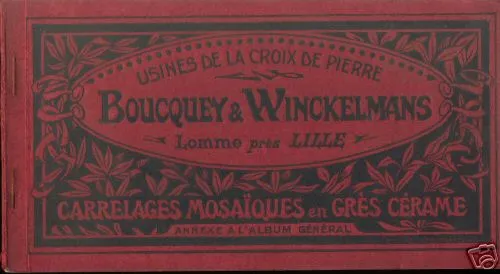 USINES DE LA CROIX DE PIERRE
BOUCQUEY & WINCKELMANS
Lomme près LILLE
CARRELAGES MOSAÏQUES en GRÈS CÉRAME
ANNEXE A L'ALBUM GÉNÉRAL